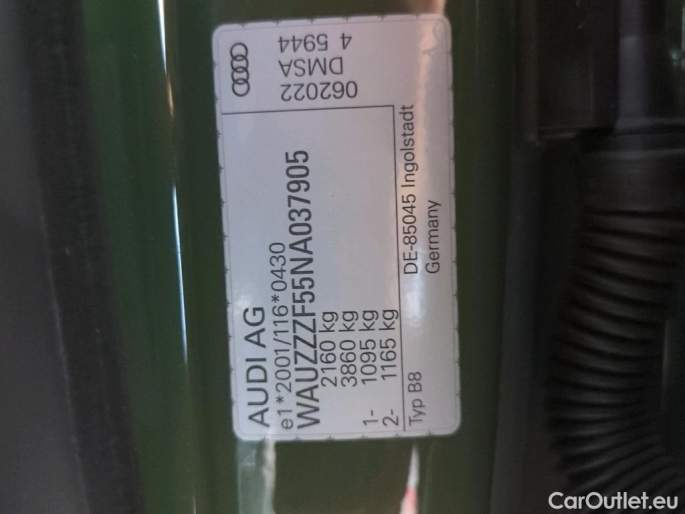 AUDI AG
e1*2001/116*0430
WAUZZZF55NA037905
2160 kg
3860 kg
1- 1095 kg
2- 1165 kg
Typ B8
DE-85045 Ingolstadt
Germany
062022
DMSA
4 5944
CarOutlet.eu